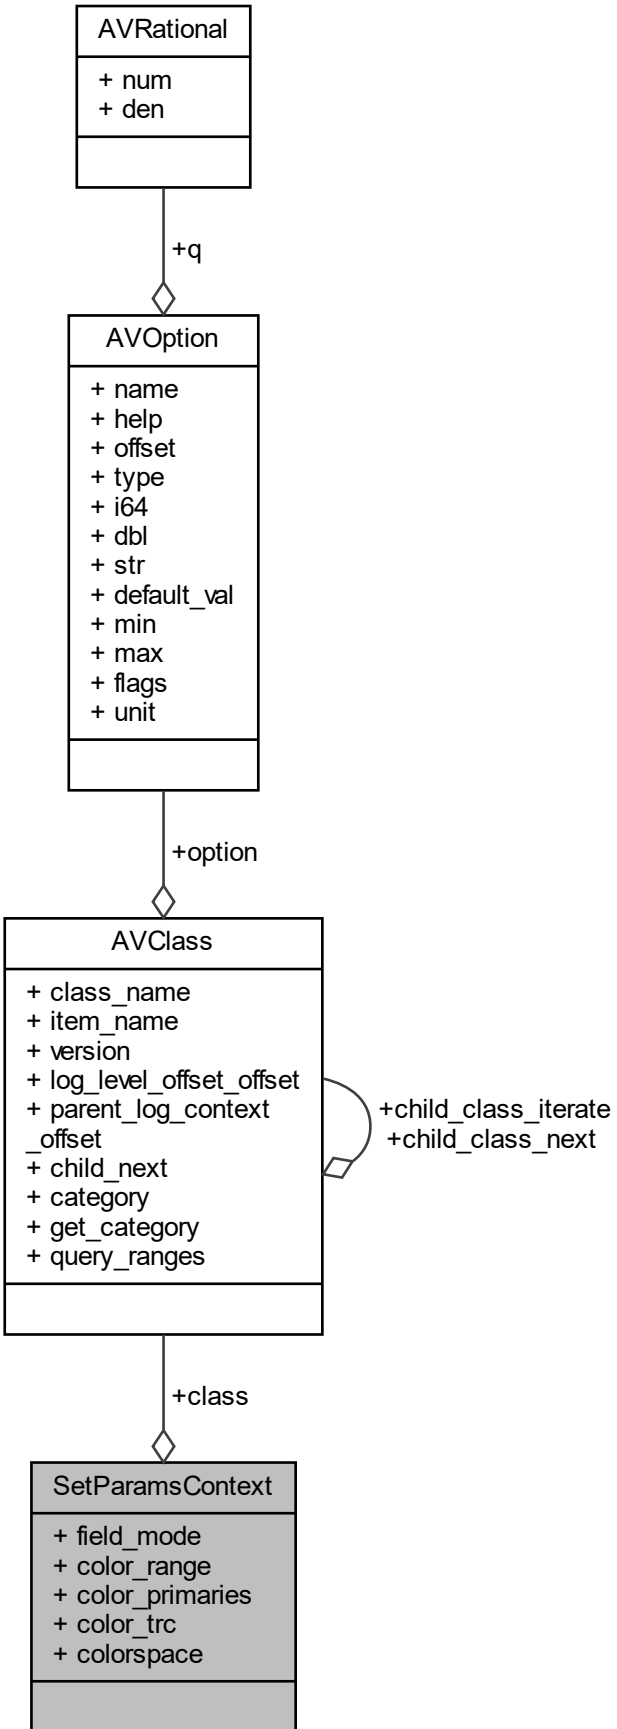 AVRational
+ num
+ den
+q
AVOption
+ name
+ help
+ offset
+ type
+ i64
+ dbl
+ str
+ default_val
+ min
+ max
+ flags
+ unit
+option
AVClass
+ class_name
+ item_name
+ version
+ log_level_offset_offset
+ parent_log_context
_offset
+ child_next
+ category
+ get_category
+ query_ranges
+child_class_iterate
+child_class_next
+class
SetParamsContext
+ field_mode
+ color_range
+ color_primaries
+ color_trc
+ colorspace